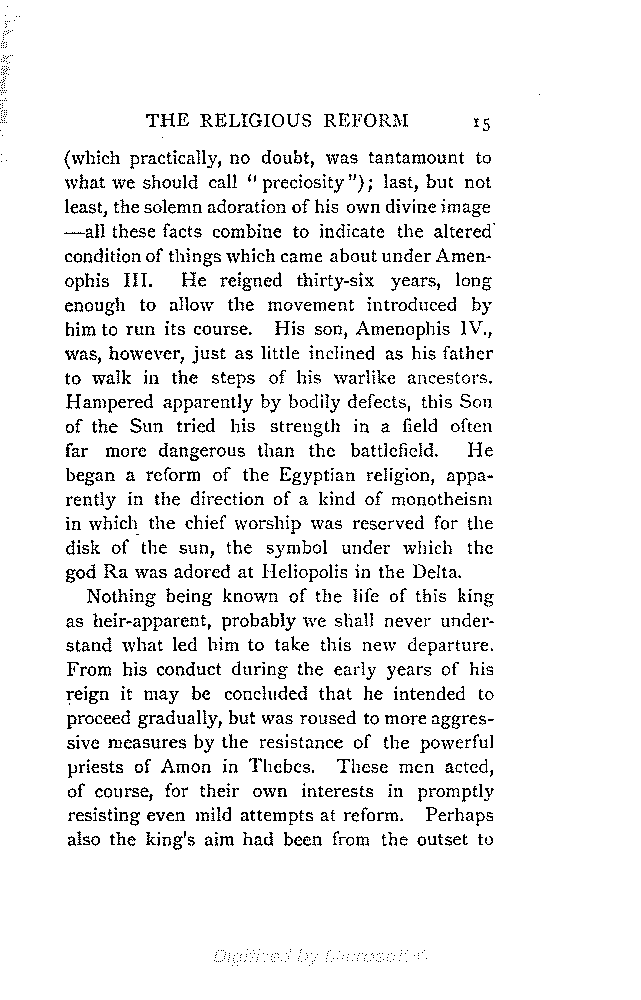 THE RELIGIOUS REFORM 15
(which practically, no doubt, was tantamount to
what we should call "preciosity"); last, but not
least, the solemn adoration of his own divine image
—all these facts combine to indicate the altered
condition of things which came about under Amen-
ophis III. He reigned thirty-six years, long
enough to allow the movement introduced by
him to run its course. His son, Amenophis IV.,
was, however, just as little inclined as his father
to walk in the steps of his warlike ancestors.
Hampered apparently by bodily defects, this Son
of the Sun tried his strength in a field often
far more dangerous than the battlefield. He
began a reform of the Egyptian religion, appa-
rently in the direction of a kind of monotheism
in which the chief worship was reserved for the
disk of the sun, the symbol under which the
god Ra was adored at Heliopolis in the Delta.
Nothing being known of the life of this king
as heir-apparent, probably we shall never under-
stand what led him to take this new departure.
From his conduct during the early years of his
reign it may be concluded that he intended to
proceed gradually, but was roused to more aggres-
sive measures by the resistance of the powerful
priests of Amon in Thebes. These men acted,
of course, for their own interests in promptly
resisting even mild attempts at reform. Perhaps
also the king's aim had been from the outset to
Digitized by Microsoft®